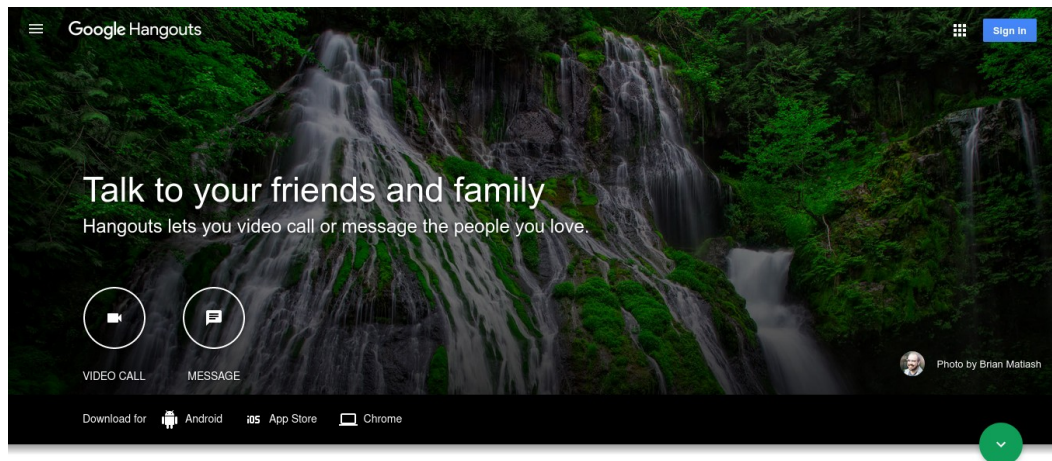 Google Hangouts
Sign in
Talk to your friends and family
Hangouts lets you video call or message the people you love.
VIDEO CALL
MESSAGE
Photo by Brian Matiash
Download for Android iOS App Store Chrome